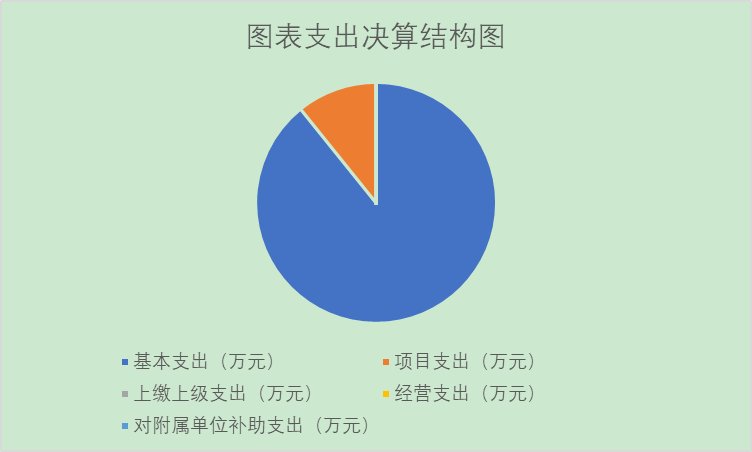 图表支出决算结构图
基本支出（万元）
项目支出（万元）
上缴上级支出（万元）
经营支出（万元）
对附属单位补助支出（万元）